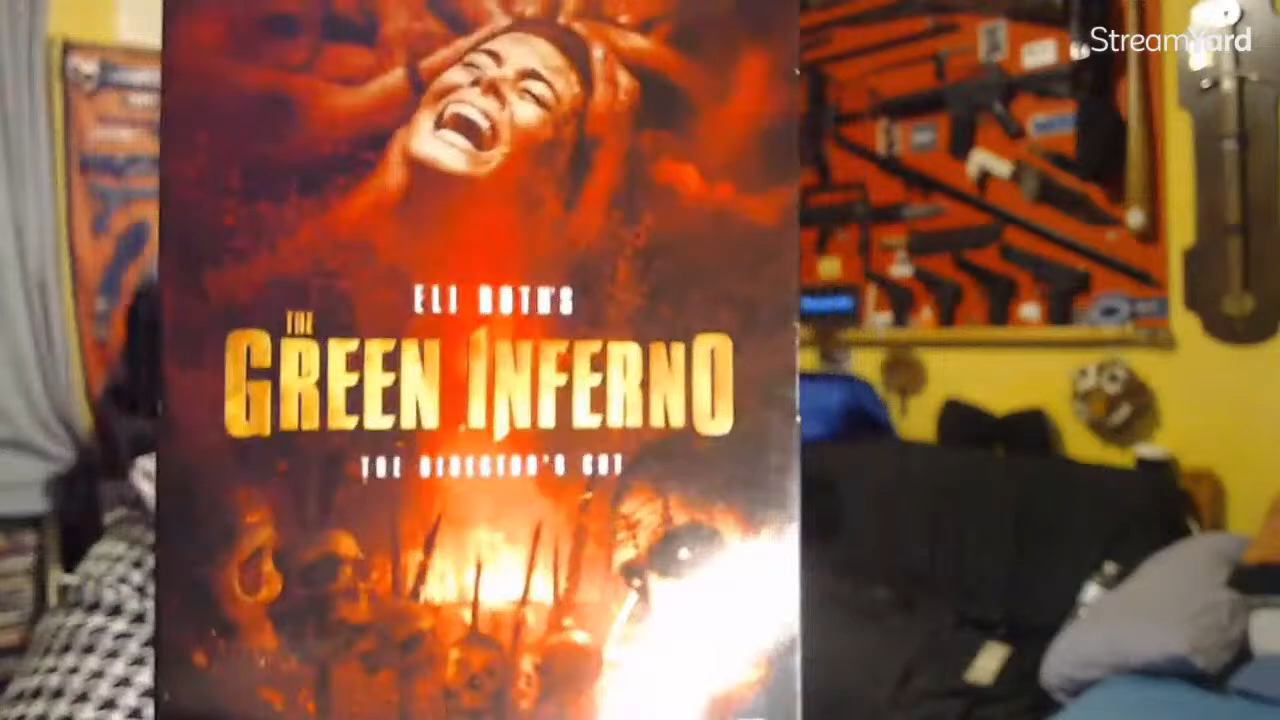 StreamYard
ELI ROTH'S
THE
GREEN INFERNO
THE DIRECTOR'S CUT